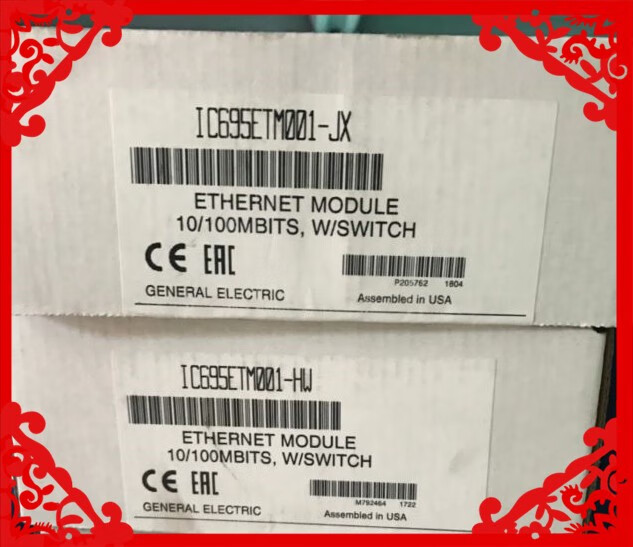 IC695ETM001-JX
ETHERNET MODULE
10/100MBITS, W/SWITCH
CE EAC
P205762 1804
GENERAL ELECTRIC
Assembled in USA
IC695ETM001-HW
ETHERNET MODULE
10/100MBITS, W/SWITCH
CE EAC
M792464 1722
GENERAL ELECTRIC
Assembled in USA